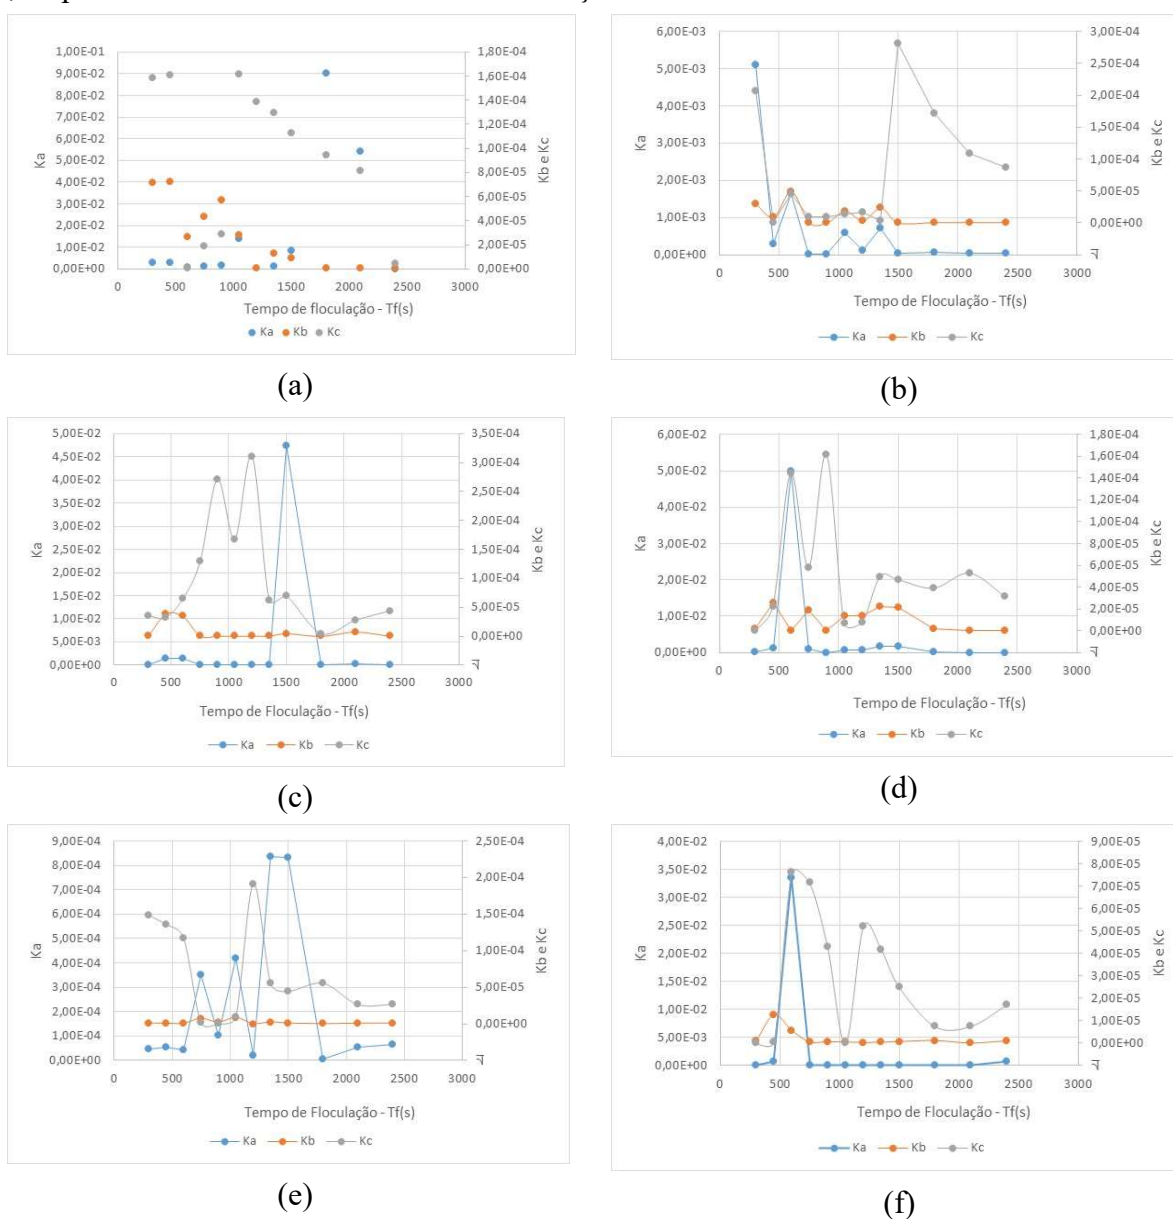 1,00E-01
9,00E-02
8,00E-02
7,00E-02
6,00E-02
5,00E-02
4,00E-02
3,00E-02
2,00E-02
1,00E-02
0,00E+00
Ka
1,80E-04
1,60E-04
1,40E-04
1,20E-04
1,00E-04
8,00E-05
6,00E-05
4,00E-05
2,00E-05
0,00E+00
Kb e Kc
0 500 1000 1500 2000 2500 3000
Tempo de floculação - Tf(s)
Ka Kb Kc
(a)
6,00E-03
5,00E-03
4,00E-03
3,00E-03
2,00E-03
1,00E-03
0,00E+00
Ka
3,00E-04
2,50E-04
2,00E-04
1,50E-04
1,00E-04
5,00E-05
0,00E+00
Kb e Kc
0 500 1000 1500 2000 2500 3000
Tempo de Floculação - Tf(s)
Ka Kb Kc
(b)
5,00E-02
4,50E-02
4,00E-02
3,50E-02
3,00E-02
2,50E-02
2,00E-02
1,50E-02
1,00E-02
5,00E-03
0,00E+00
Ka
3,50E-04
3,00E-04
2,50E-04
2,00E-04
1,50E-04
1,00E-04
5,00E-05
0,00E+00
Kb e Kc
0 500 1000 1500 2000 2500 3000
Tempo de Floculação - Tf(s)
Ka Kb Kc
(c)
6,00E-02
5,00E-02
4,00E-02
3,00E-02
2,00E-02
1,00E-02
0,00E+00
Ka
1,80E-04
1,60E-04
1,40E-04
1,20E-04
1,00E-04
8,00E-05
6,00E-05
4,00E-05
2,00E-05
0,00E+00
Kb e Kc
0 500 1000 1500 2000 2500 3000
Tempo de Floculação - Tf(s)
Ka Kb Kc
(d)
9,00E-04
8,00E-04
7,00E-04
6,00E-04
5,00E-04
4,00E-04
3,00E-04
2,00E-04
1,00E-04
0,00E+00
Ka
2,50E-04
2,00E-04
1,50E-04
1,00E-04
5,00E-05
0,00E+00
Kb e Kc
0 500 1000 1500 2000 2500 3000
Tempo de Floculação - Tf(s)
Ka Kb Kc
(e)
4,00E-02
3,50E-02
3,00E-02
2,50E-02
2,00E-02
1,50E-02
1,00E-02
5,00E-03
0,00E+00
Ka
9,00E-05
8,00E-05
7,00E-05
6,00E-05
5,00E-05
4,00E-05
3,00E-05
2,00E-05
1,00E-05
0,00E+00
Kb e Kc
0 500 1000 1500 2000 2500 3000
Tempo de Floculação - Tf(s)
Ka Kb Kc
(f)